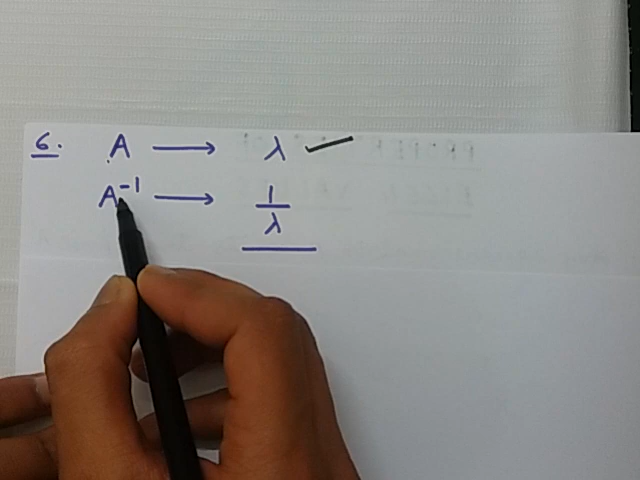 6. A → λ ✓
A⁻¹ → 1/λ